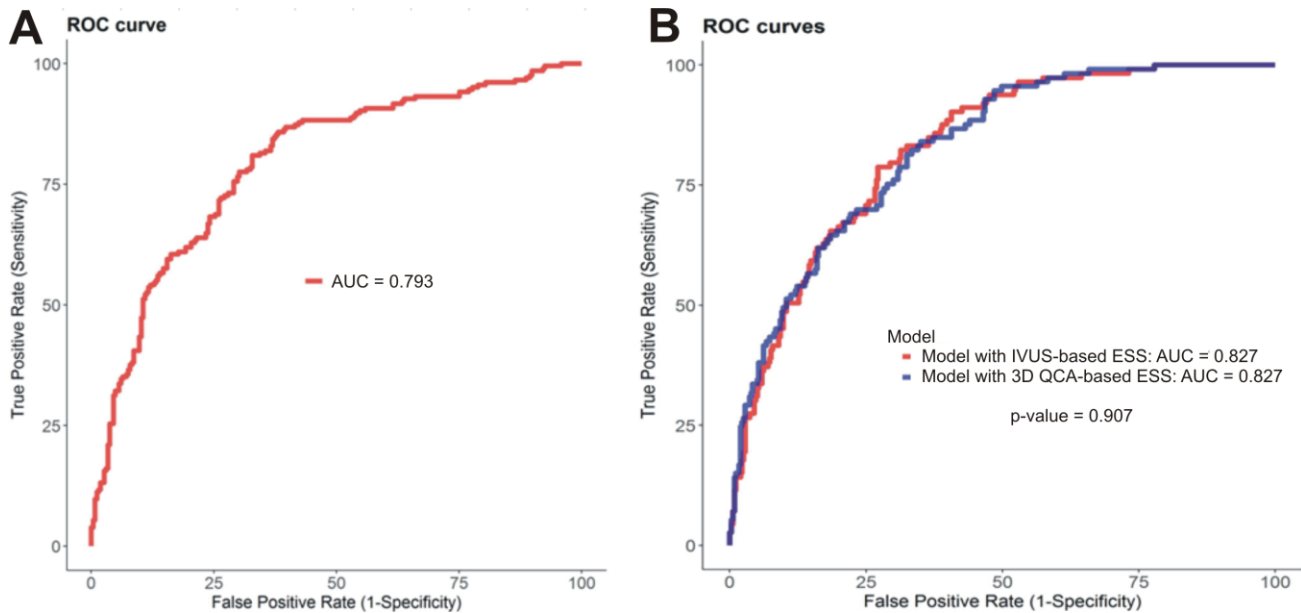 A
ROC curve
100
75
50
25
0
0
25
50
75
100
True Positive Rate (Sensitivity)
False Positive Rate (1-Specificity)
AUC = 0.793
B
ROC curves
100
75
50
25
0
0
25
50
75
100
True Positive Rate (Sensitivity)
False Positive Rate (1-Specificity)
Model
Model with IVUS-based ESS: AUC = 0.827
Model with 3D QCA-based ESS: AUC = 0.827
p-value = 0.907